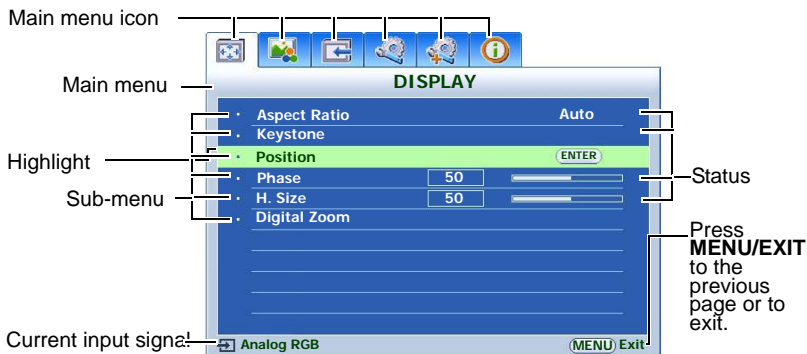 Main menu icon
Main menu
DISPLAY
· Aspect Ratio Auto
· Keystone
Highlight
· Position ENTER
· Phase 50
Status
Sub-menu
· H. Size 50
· Digital Zoom
Press
MENU/EXIT
to the
previous
page or to
exit.
Current input signal
Analog RGB
MENU Exit